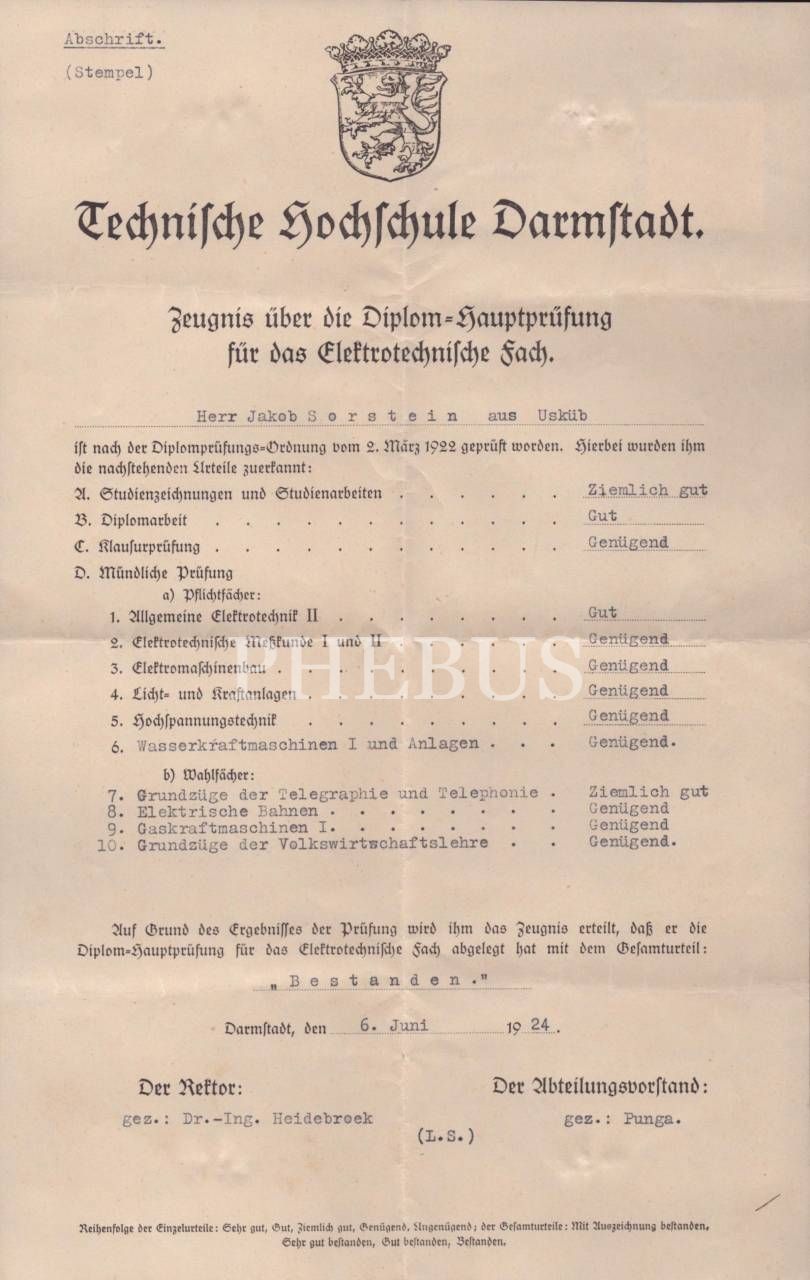 Abschrift.
(Stempel)
Technische Hochschule Darmstadt.
Zeugnis über die Diplom=Hauptprüfung
für das Elektrotechnische Fach.
Herr Jakob Sorstein aus Usküb
ist nach der Diplomprüfungs=Ordnung vom 2. März 1922 geprüft worden. Hierbei wurden ihm
die nachstehenden Urteile zuerkannt:
A. Studienzeichnungen und Studienarbeiten . . . . . . Ziemlich gut
B. Diplomarbeit . . . . . . . . . . . . Gut
C. Klausurprüfung . . . . . . . . . . . . Genügend
D. Mündliche Prüfung
a) Pflichtfächer:
1. Allgemeine Elektrotechnik II . . . . . . . . Gut
2. Elektrotechnische Meßkunde I und II . . . . . . Genügend
3. Elektromaschinenbau . . . . . . . . . . Genügend
4. Licht= und Kraftanlagen . . . . . . . . . Genügend
PHEBUS
5. Hochspannungstechnik . . . . . . . . . Genügend
6. Wasserkraftmaschinen I und Anlagen . . . Genügend.
b) Wahlfächer:
7. Grundzüge der Telegraphie und Telephonie . Ziemlich gut
8. Elektrische Bahnen . . . . . . . . Genügend
9. Gaskraftmaschinen I. . . . . . . . Genügend
10. Grundzüge der Volkswirtschaftslehre . . Genügend.
Auf Grund des Ergebnisses der Prüfung wird ihm das Zeugnis erteilt, daß er die
Diplom=Hauptprüfung für das Elektrotechnische Fach abgelegt hat mit dem Gesamturteil:
„Bestanden."
Darmstadt, den 6. Juni 1924.
Der Rektor: Der Abteilungsvorstand:
gez.: Dr.-Ing. Heidebroek gez.: Punga.
(L.S.)
Reihenfolge der Einzelurteile: Sehr gut, Gut, Ziemlich gut, Genügend, Ungenügend; der Gesamturteile: Mit Auszeichnung bestanden,
Sehr gut bestanden, Gut bestanden, Bestanden.